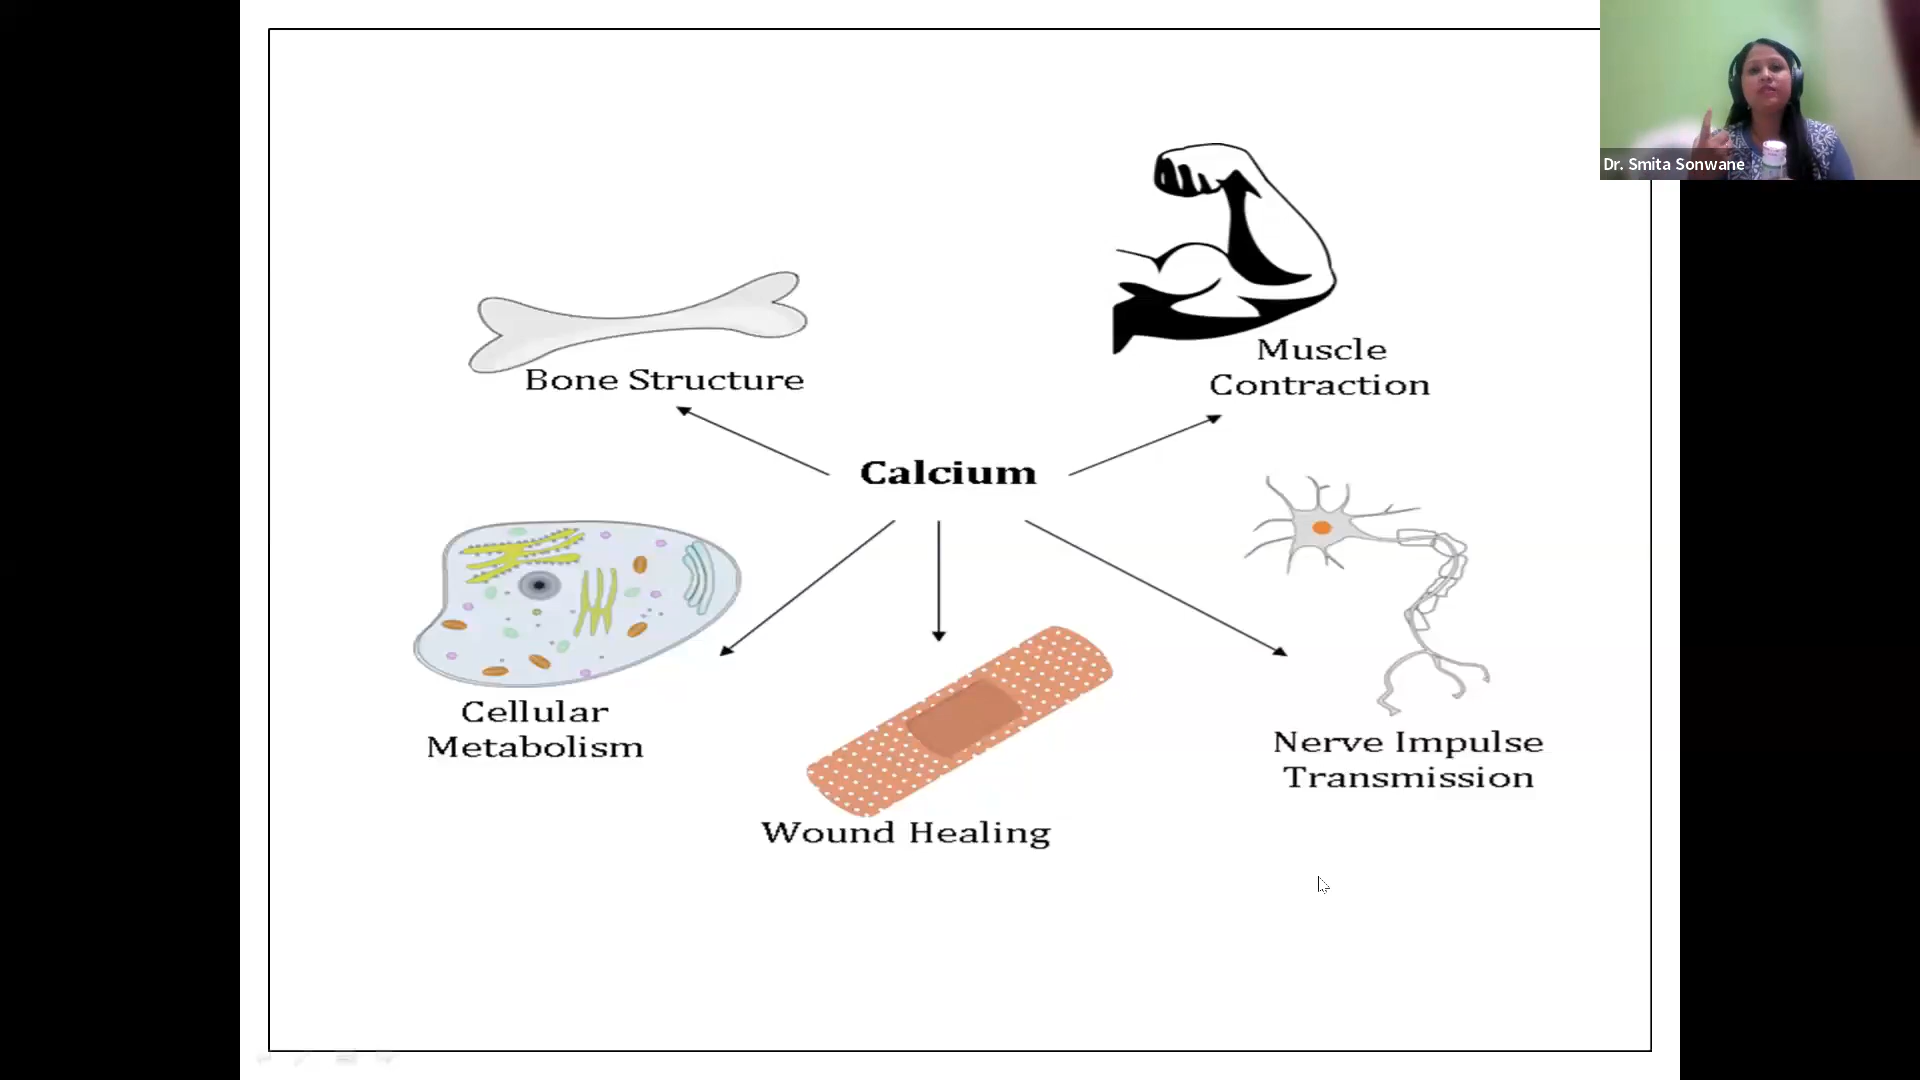 Dr. Smita Sonwane
Muscle
Contraction
Bone Structure
Calcium
Cellular
Metabolism
Nerve Impulse
Transmission
Wound Healing